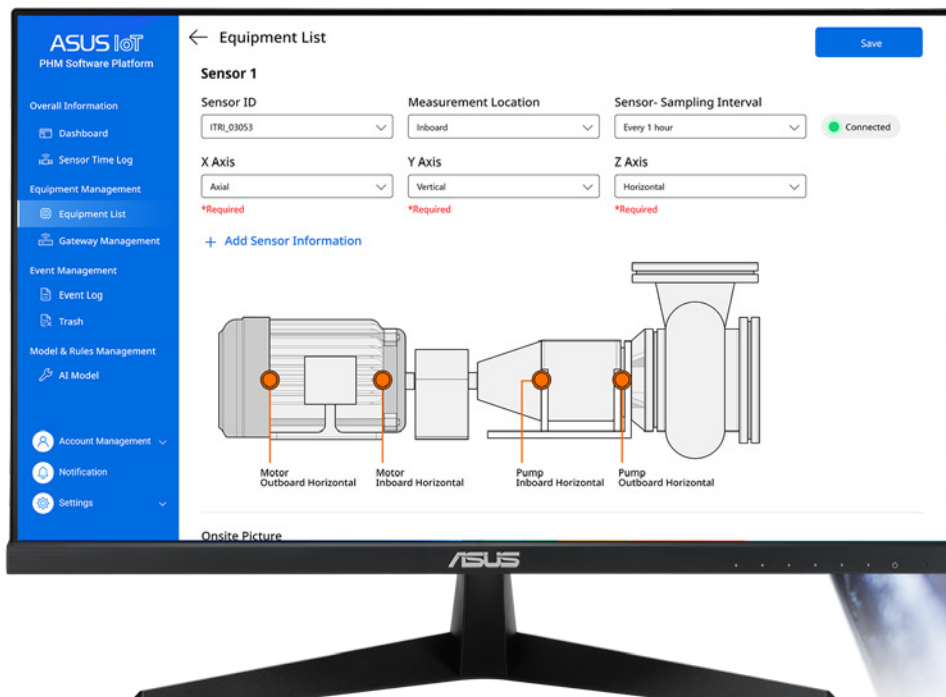 ASUS IoT
PHM Software Platform
Overall Information
Dashboard
Sensor Time Log
Equipment Management
Equipment List
Gateway Management
Event Management
Event Log
Trash
Model & Rules Management
AI Model
Account Management
Notification
Settings
Equipment List
Save
Sensor 1
Sensor ID
Measurement Location
Sensor- Sampling Interval
ITRI_03053
Inboard
Every 1 hour
Connected
X Axis
Y Axis
Z Axis
Axial
Vertical
Horizontal
*Required
*Required
*Required
+ Add Sensor Information
Motor
Outboard Horizontal
Motor
Inboard Horizontal
Pump
Inboard Horizontal
Pump
Outboard Horizontal
Onsite Picture
ASUS